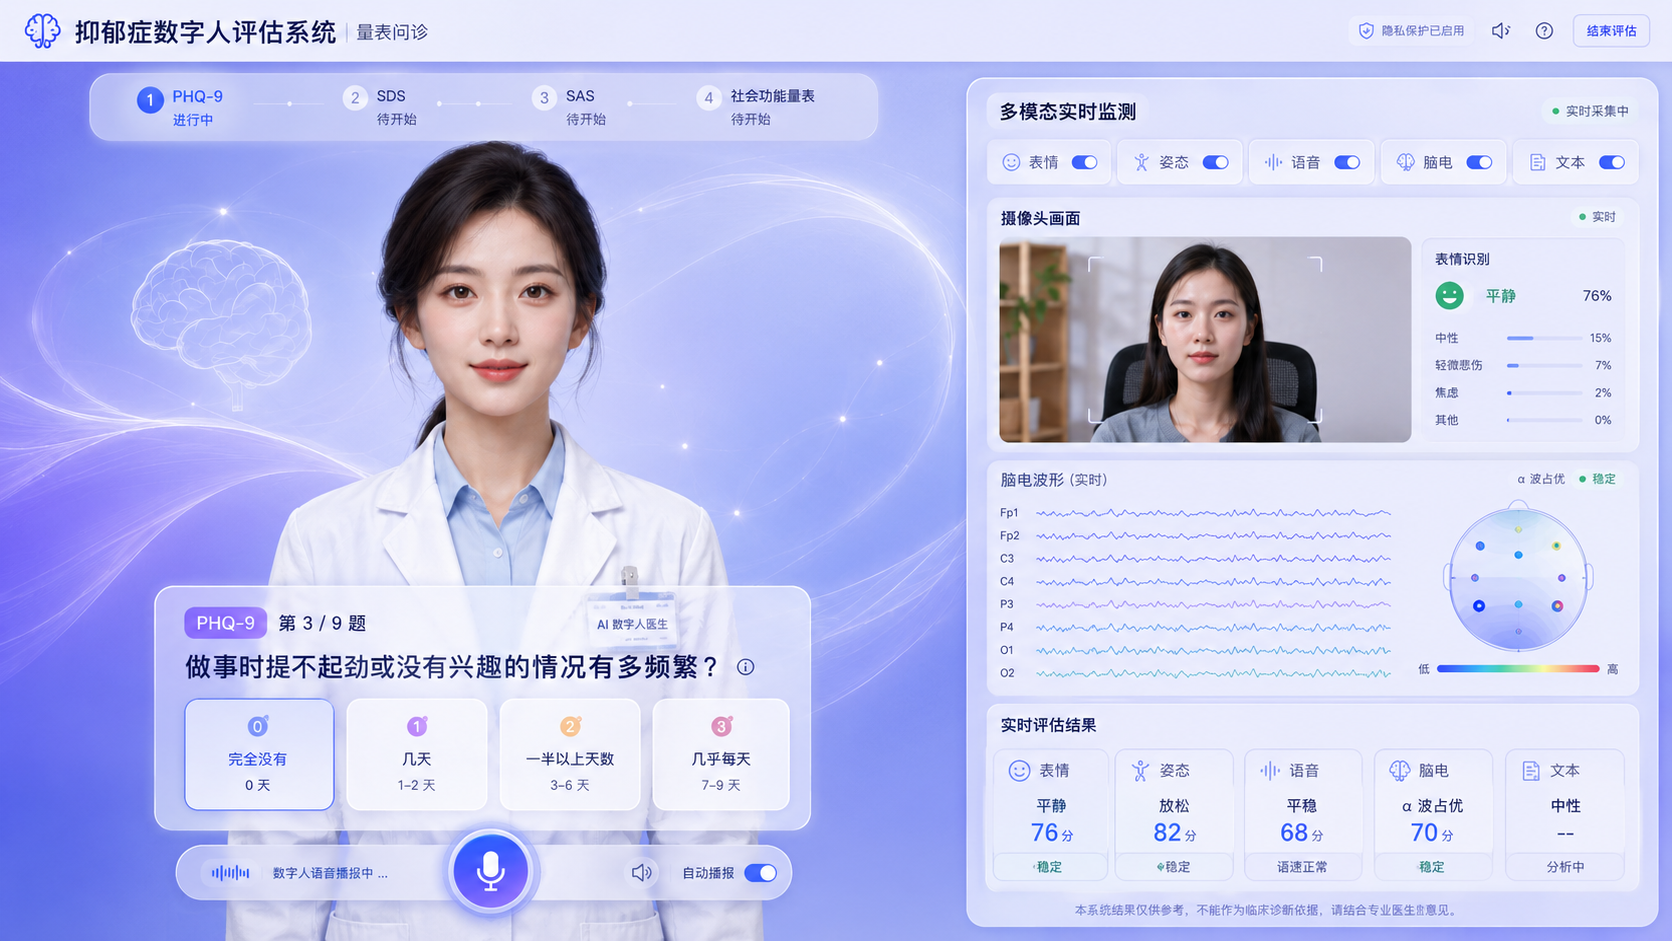 抑郁症数字人评估系统 | 量表问诊
隐私保护已启用
结束评估
1 PHQ-9 进行中
2 SDS 待开始
3 SAS 待开始
4 社会功能量表 待开始
AI 数字人医生
PHQ-9 第 3 / 9 题
做事时提不起劲或没有兴趣的情况有多频繁？
0 完全没有 0 天
1 几天 1-2 天
2 一半以上天数 3-6 天
3 几乎每天 7-9 天
数字人语音播报中 ...
自动播报
多模态实时监测
实时采集中
表情 姿态 语音 脑电 文本
摄像头画面
实时
表情识别
平静 76%
中性 15%
轻微悲伤 7%
焦虑 2%
其他 0%
脑电波形 (实时)
α 波占优 稳定
Fp1
Fp2
C3
C4
P3
P4
O1
O2
低 高
实时评估结果
表情 平静 76 分 稳定
姿态 放松 82 分 稳定
语音 平稳 68 分 语速正常
脑电 α 波占优 70 分 稳定
文本 中性 -- 分析中
本系统结果仅供参考，不能作为临床诊断依据，请结合专业医生意见。